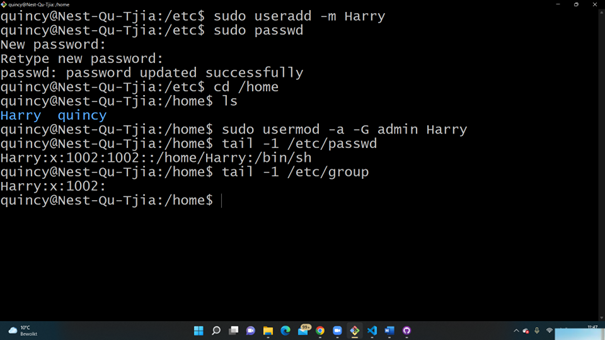 quincy@Nest-Qu-Tjia: /home
quincy@Nest-Qu-Tjia:/etc$ sudo useradd -m Harry
quincy@Nest-Qu-Tjia:/etc$ sudo passwd
New password:
Retype new password:
passwd: password updated successfully
quincy@Nest-Qu-Tjia:/etc$ cd /home
quincy@Nest-Qu-Tjia:/home$ ls
Harry  quincy
quincy@Nest-Qu-Tjia:/home$ sudo usermod -a -G admin Harry
quincy@Nest-Qu-Tjia:/home$ tail -1 /etc/passwd
Harry:x:1002:1002::/home/Harry:/bin/sh
quincy@Nest-Qu-Tjia:/home$ tail -1 /etc/group
Harry:x:1002:
quincy@Nest-Qu-Tjia:/home$
10°C
Bewolkt
99+
11:47